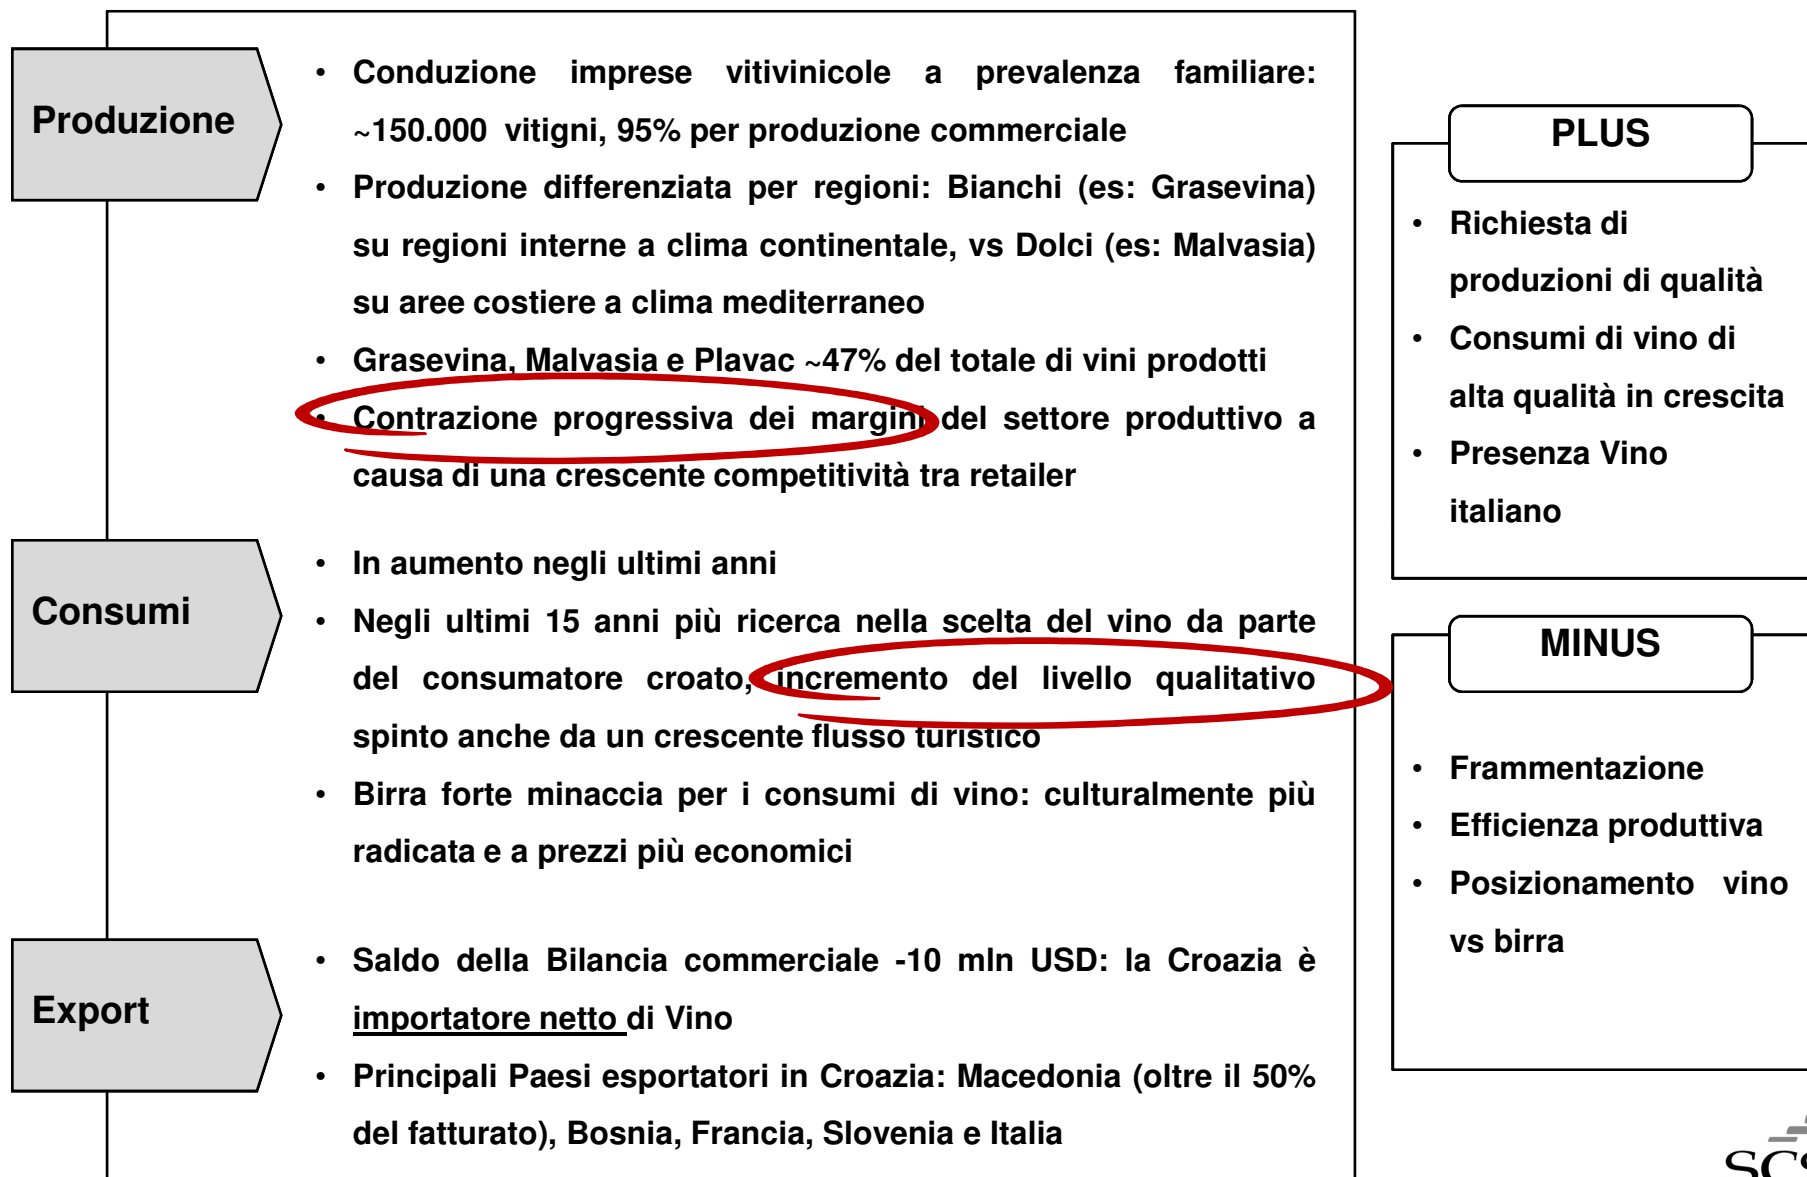 Produzione
• Conduzione imprese vitivinicole a prevalenza familiare:
~150.000 vitigni, 95% per produzione commerciale
• Produzione differenziata per regioni: Bianchi (es: Grasevina)
su regioni interne a clima continentale, vs Dolci (es: Malvasia)
su aree costiere a clima mediterraneo
• Grasevina, Malvasia e Plavac ~47% del totale di vini prodotti
• Contrazione progressiva dei margini del settore produttivo a
causa di una crescente competitività tra retailer
Consumi
• In aumento negli ultimi anni
• Negli ultimi 15 anni più ricerca nella scelta del vino da parte
del consumatore croato, incremento del livello qualitativo
spinto anche da un crescente flusso turistico
• Birra forte minaccia per i consumi di vino: culturalmente più
radicata e a prezzi più economici
Export
• Saldo della Bilancia commerciale -10 mln USD: la Croazia è
importatore netto di Vino
• Principali Paesi esportatori in Croazia: Macedonia (oltre il 50%
del fatturato), Bosnia, Francia, Slovenia e Italia
PLUS
• Richiesta di
produzioni di qualità
• Consumi di vino di
alta qualità in crescita
• Presenza Vino
italiano
MINUS
• Frammentazione
• Efficienza produttiva
• Posizionamento vino
vs birra